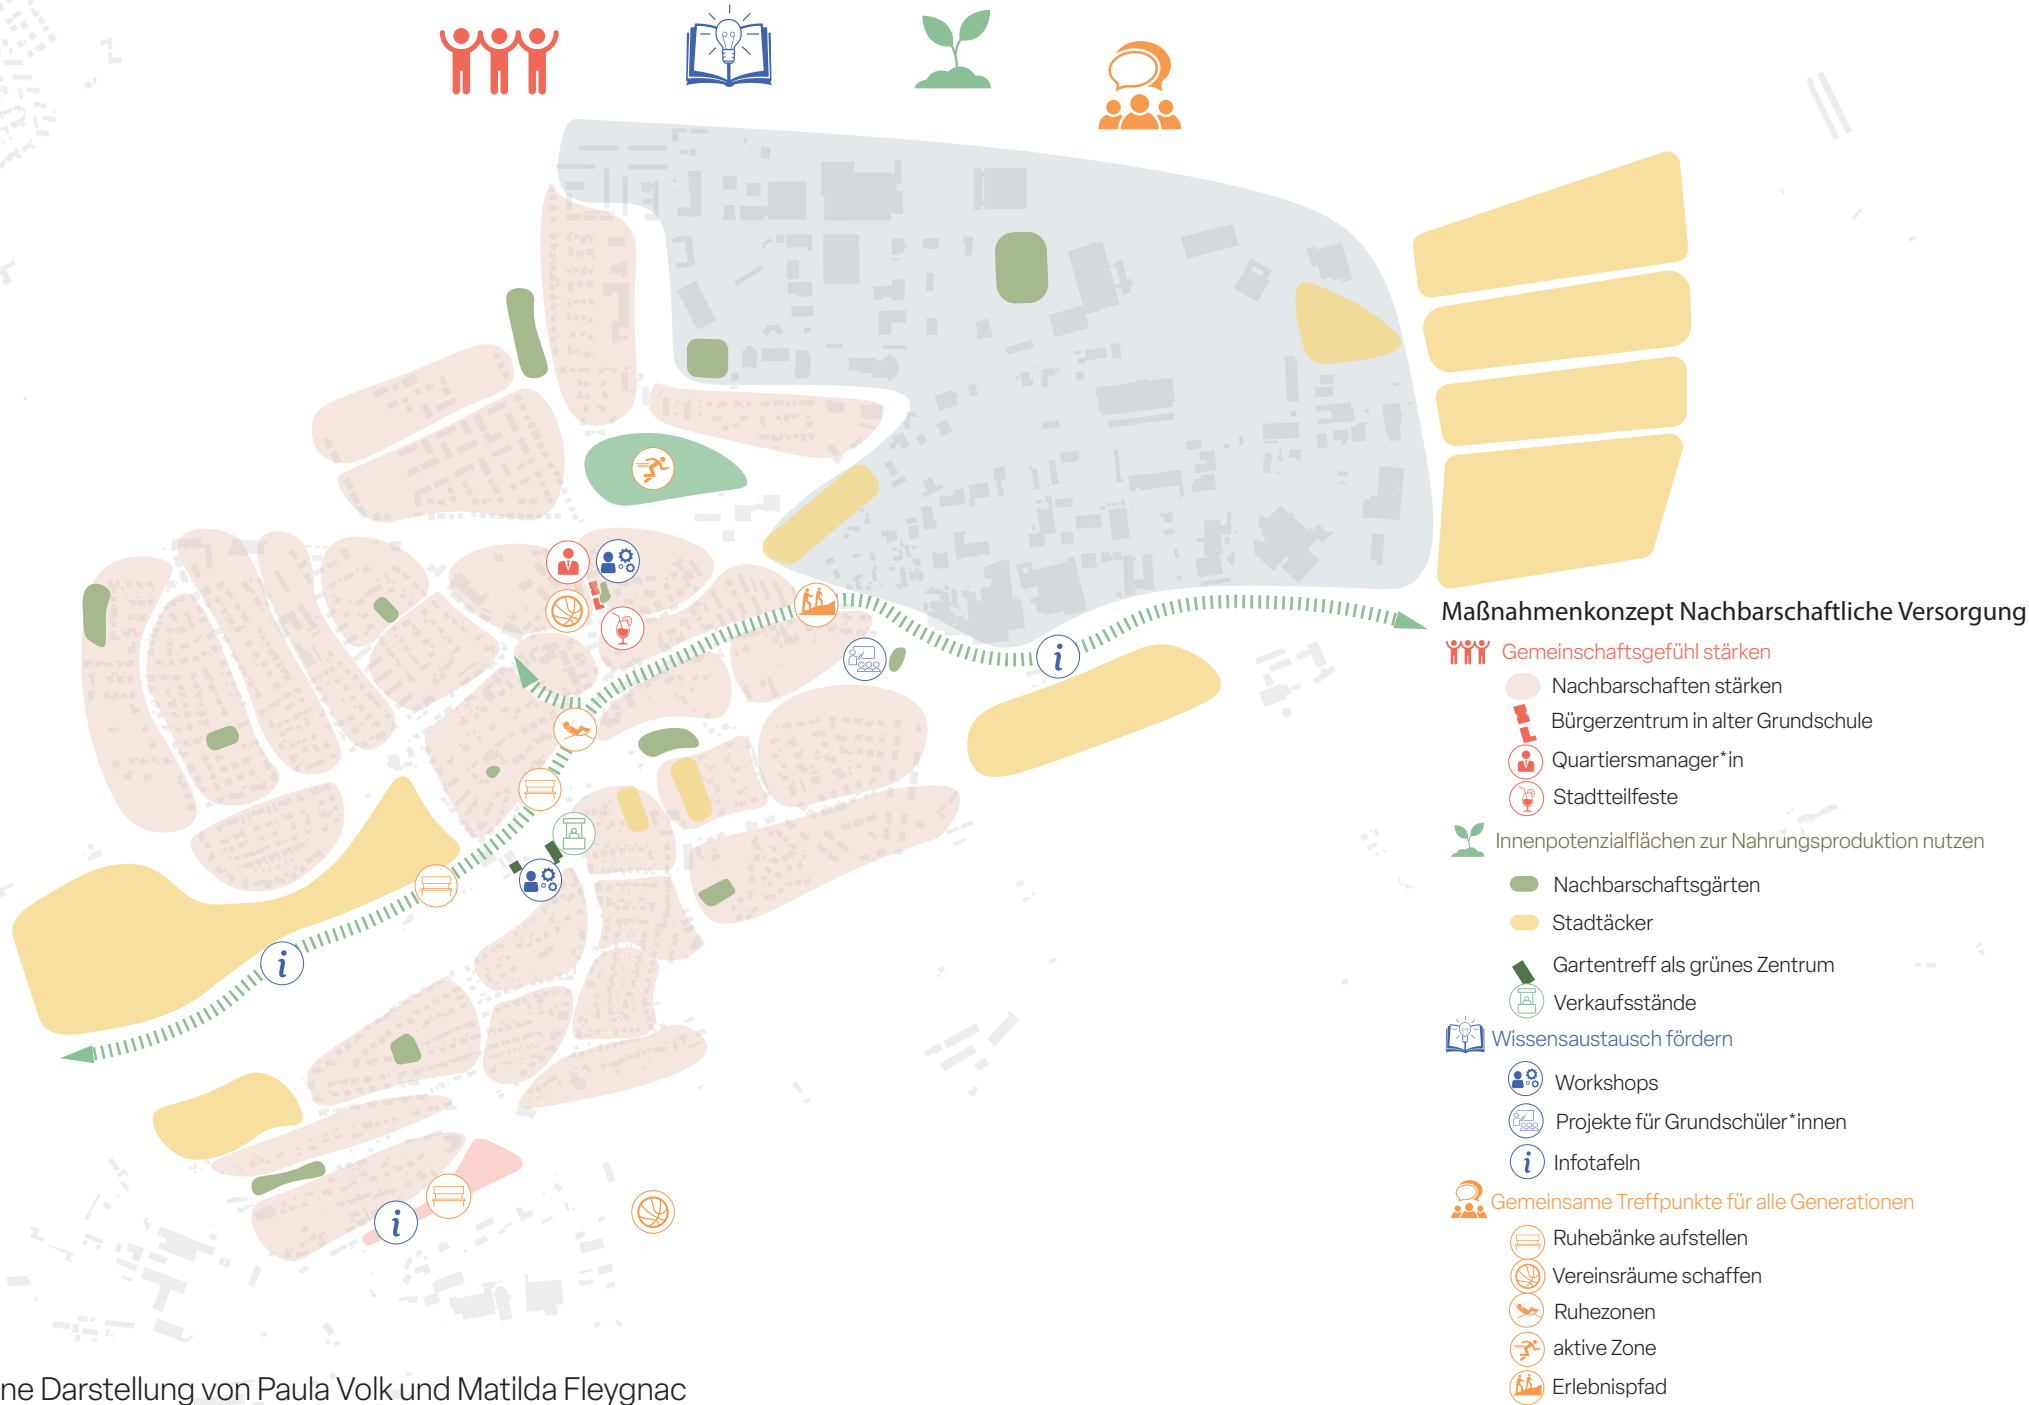 Maßnahmenkonzept Nachbarschaftliche Versorgung
Gemeinschaftsgefühl stärken
Nachbarschaften stärken
Bürgerzentrum in alter Grundschule
Quartiersmanager*in
Stadtteilfeste
Innenpotenzialflächen zur Nahrungsproduktion nutzen
Nachbarschaftsgärten
Stadtäcker
Gartentreff als grünes Zentrum
Verkaufsstände
Wissensaustausch fördern
Workshops
Projekte für Grundschüler*innen
i Infotafeln
Gemeinsame Treffpunkte für alle Generationen
Ruhebänke aufstellen
Vereinsräume schaffen
Ruhezonen
aktive Zone
Erlebnispfad
i
i
i
ne Darstellung von Paula Volk und Matilda Fleygnac